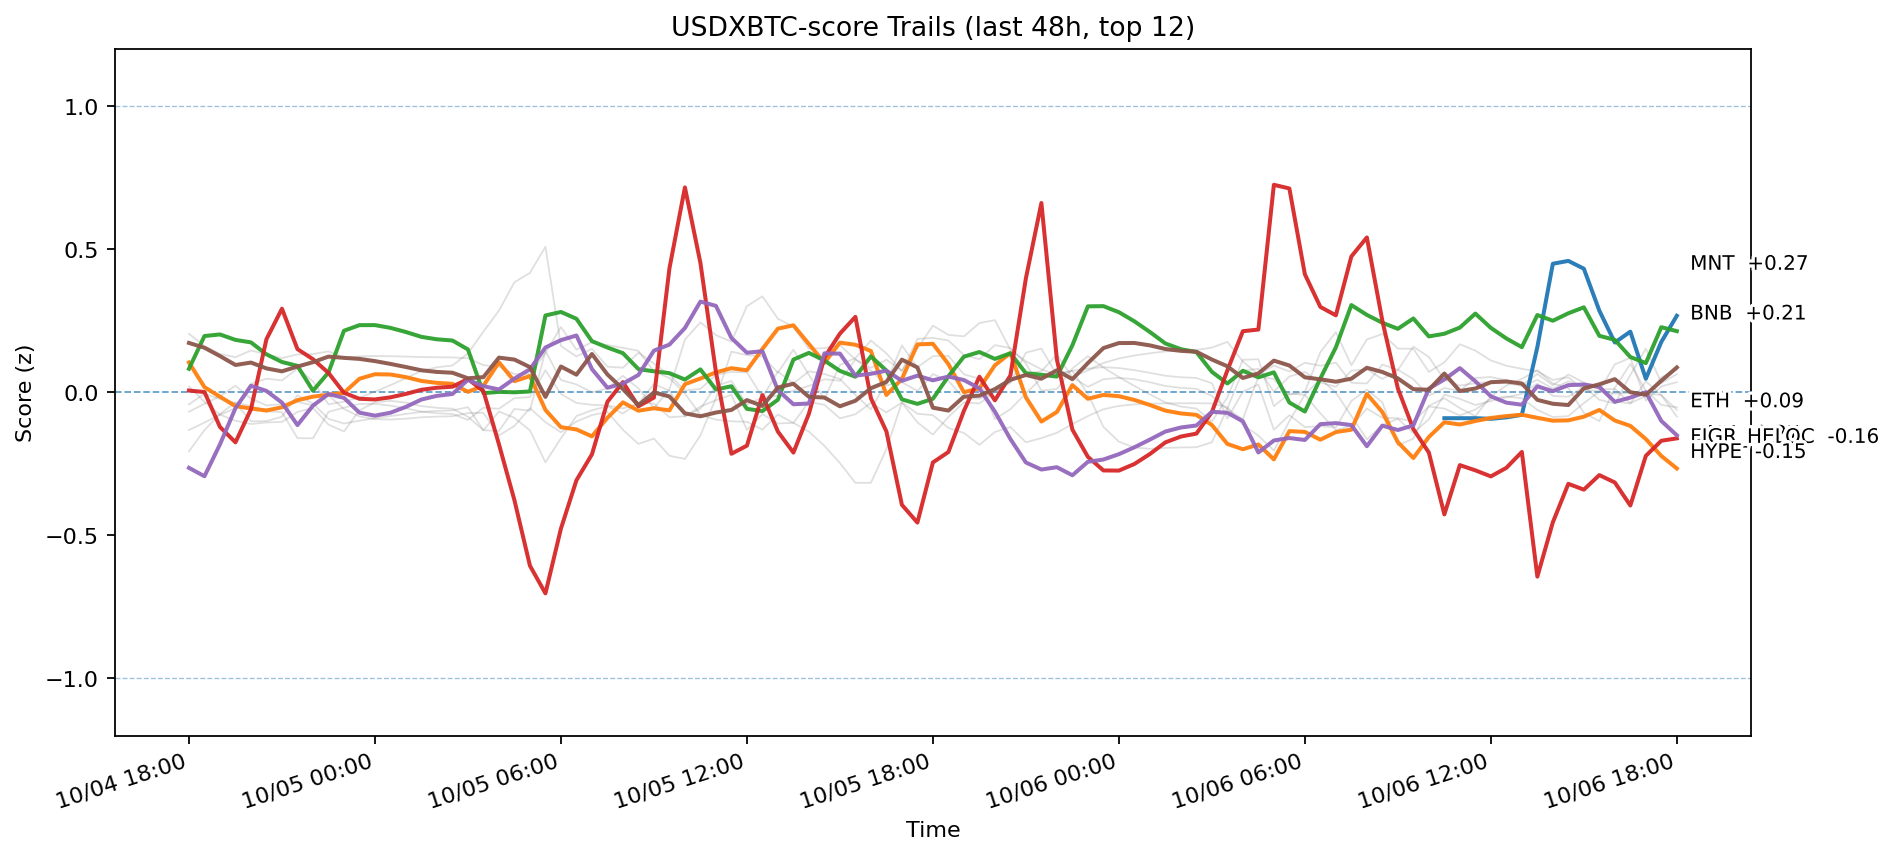 USDXBTC-score Trails (last 48h, top 12)
Score (z)
1.0
0.5
0.0
−0.5
−1.0
MNT +0.27
BNB +0.21
ETH +0.09
FIGR_HELOC -0.16
HYPE -0.15
10/04 18:00
10/05 00:00
10/05 06:00
10/05 12:00
10/05 18:00
10/06 00:00
10/06 06:00
10/06 12:00
10/06 18:00
Time